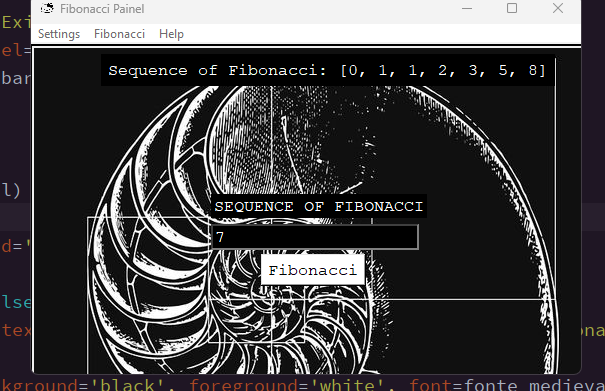 Fibonacci Painel
Settings Fibonacci Help
Sequence of Fibonacci: [0, 1, 1, 2, 3, 5, 8]
SEQUENCE OF FIBONACCI
7
Fibonacci
Exi
el=
bar
l)
d='
lse
tex
ona
kground='black', foreground='white', font=fonte_medieva